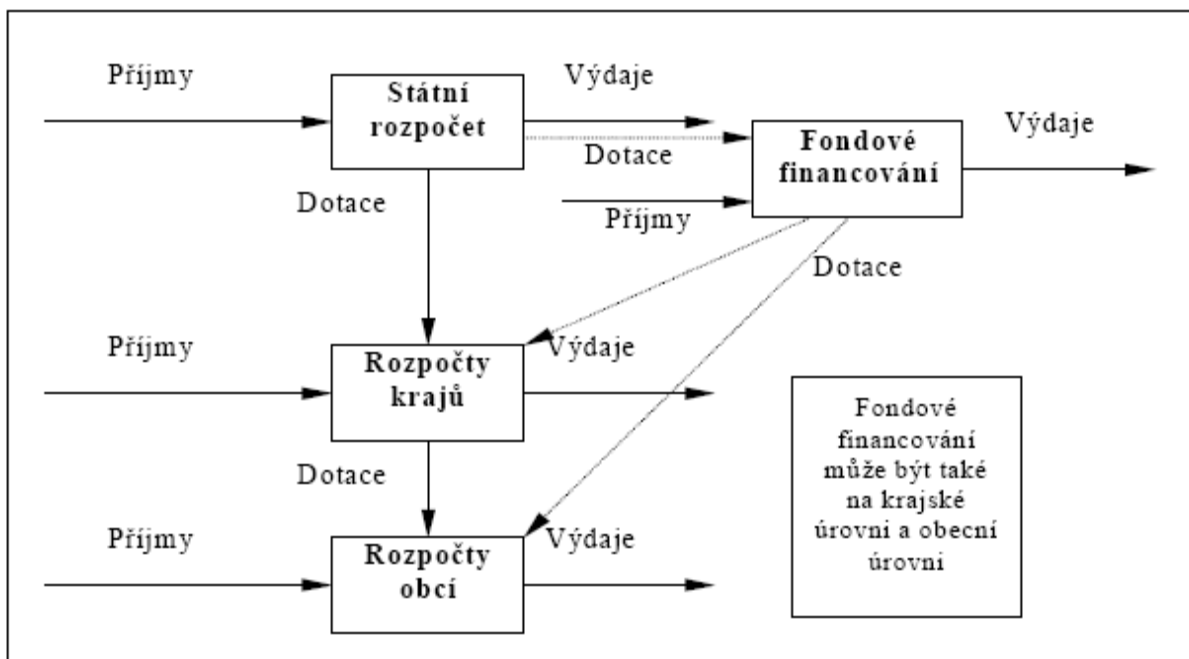 Příjmy
Státní
rozpočet
Výdaje
Dotace
Fondové
financování
Výdaje
Příjmy
Dotace
Dotace
Příjmy
Rozpočty
krajů
Výdaje
Dotace
Příjmy
Rozpočty
obcí
Výdaje
Fondové
financování
může být také
na krajské
úrovni a obecní
úrovni